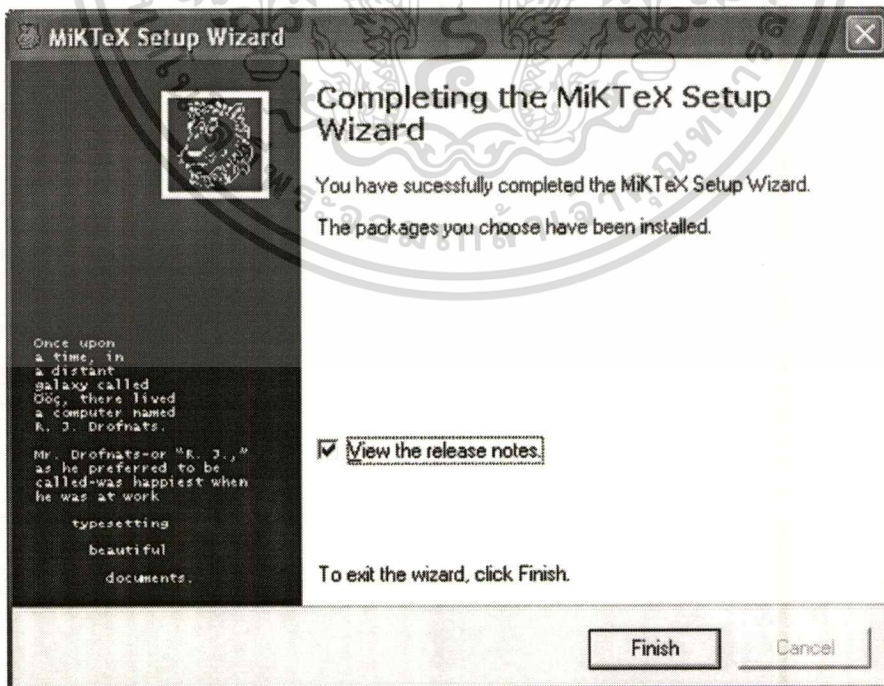 MiKTeX Setup Wizard
Completing the MiKTeX Setup
Wizard
You have sucessfully completed the MiKTeX Setup Wizard.
The packages you choose have been installed.
Once upon
a time, in
a distant
galaxy called
Ööç, there lived
a computer named
R. J. Drofnats.
Mr. Drofnats-or "R. J.,"
as he preferred to be
called-was happiest when
he was at work
typesetting
beautiful
documents.
View the release notes.
To exit the wizard, click Finish.
Finish
Cancel